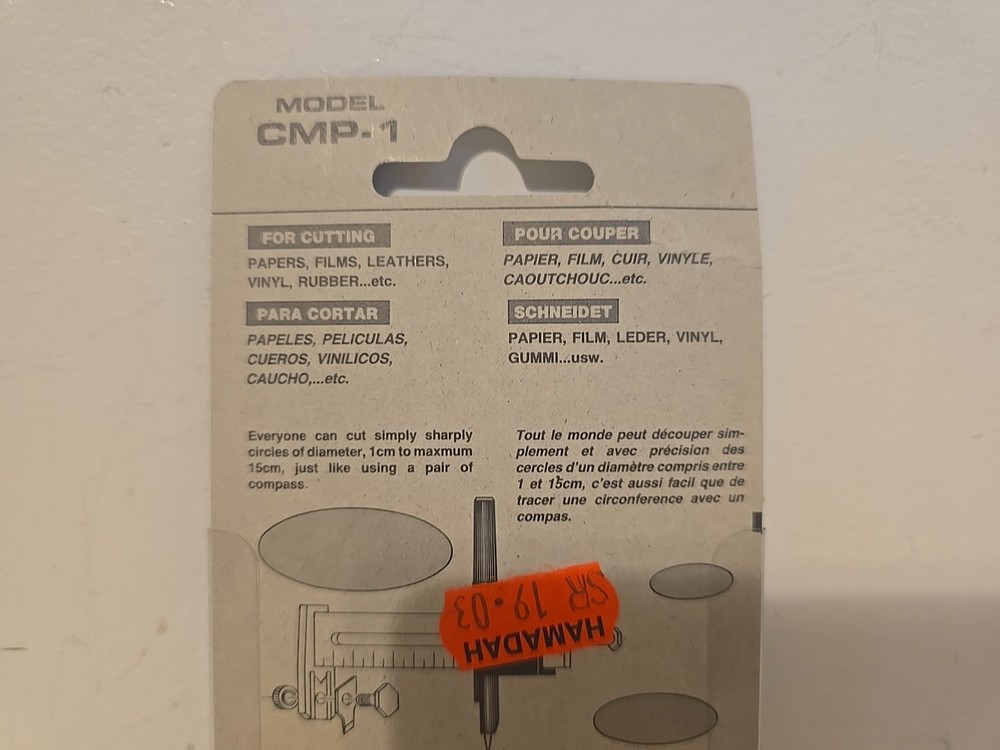 MODEL
CMP-1
FOR CUTTING
PAPERS, FILMS, LEATHERS,
VINYL, RUBBER...etc.
POUR COUPER
PAPIER, FILM, CUIR, VINYLE,
CAOUTCHOUC...etc.
PARA CORTAR
PAPELES, PELICULAS,
CUEROS, VINILICOS,
CAUCHO,...etc.
SCHNEIDET
PAPIER, FILM, LEDER, VINYL,
GUMMI...usw.
Everyone can cut simply sharply
circles of diameter, 1cm to maxmum
15cm, just like using a pair of
compass.
Tout le monde peut découper sim-
plement et avec précision des
cercles d'un diamètre compris entre
1 et 15cm, c'est aussi facil que de
tracer une circonference avec un
compas.
HAMADAH
SR 19.03